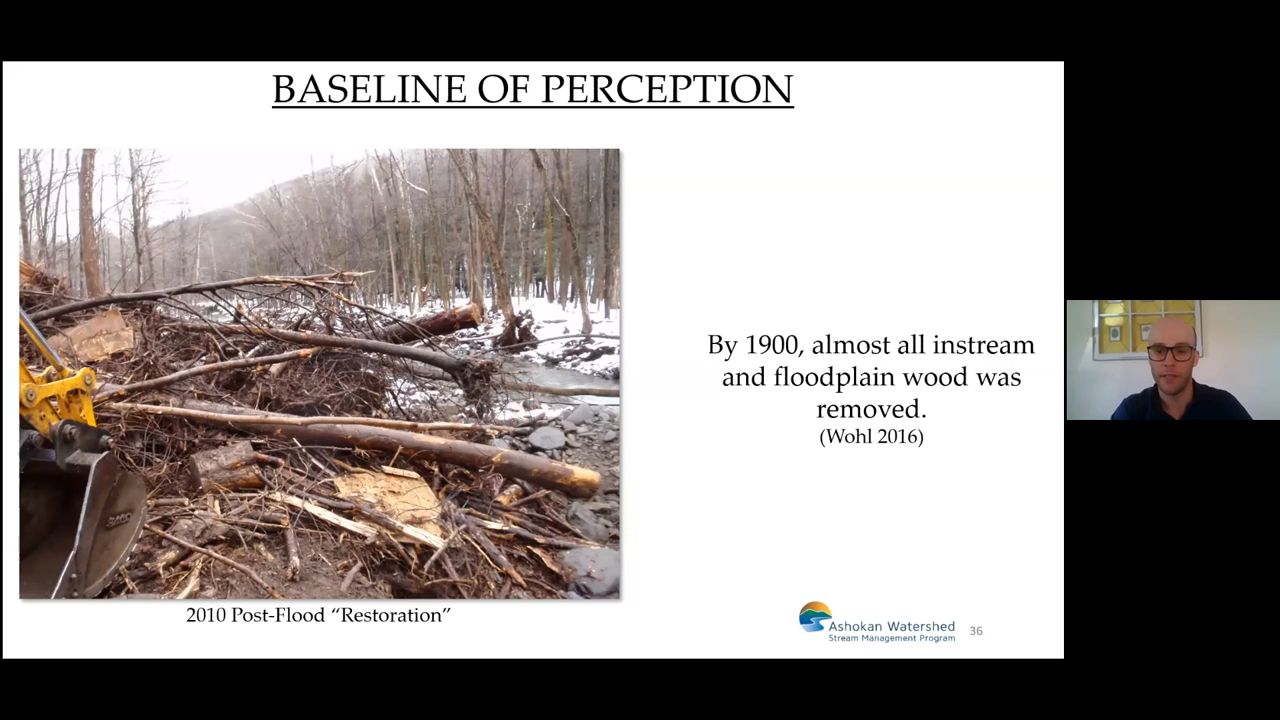 BASELINE OF PERCEPTION
By 1900, almost all instream
and floodplain wood was
removed.
(Wohl 2016)
2010 Post-Flood “Restoration”
Ashokan Watershed
Stream Management Program
36